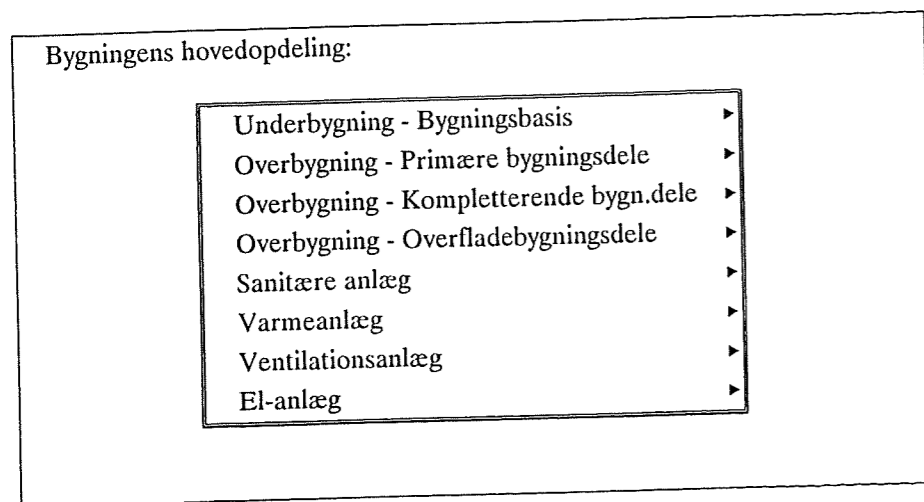 Bygningens hovedopdeling:
Underbygning - Bygningsbasis
Overbygning - Primære bygningsdele
Overbygning - Kompletterende bygn.dele
Overbygning - Overfladebygningsdele
Sanitære anlæg
Varmeanlæg
Ventilationsanlæg
El-anlæg